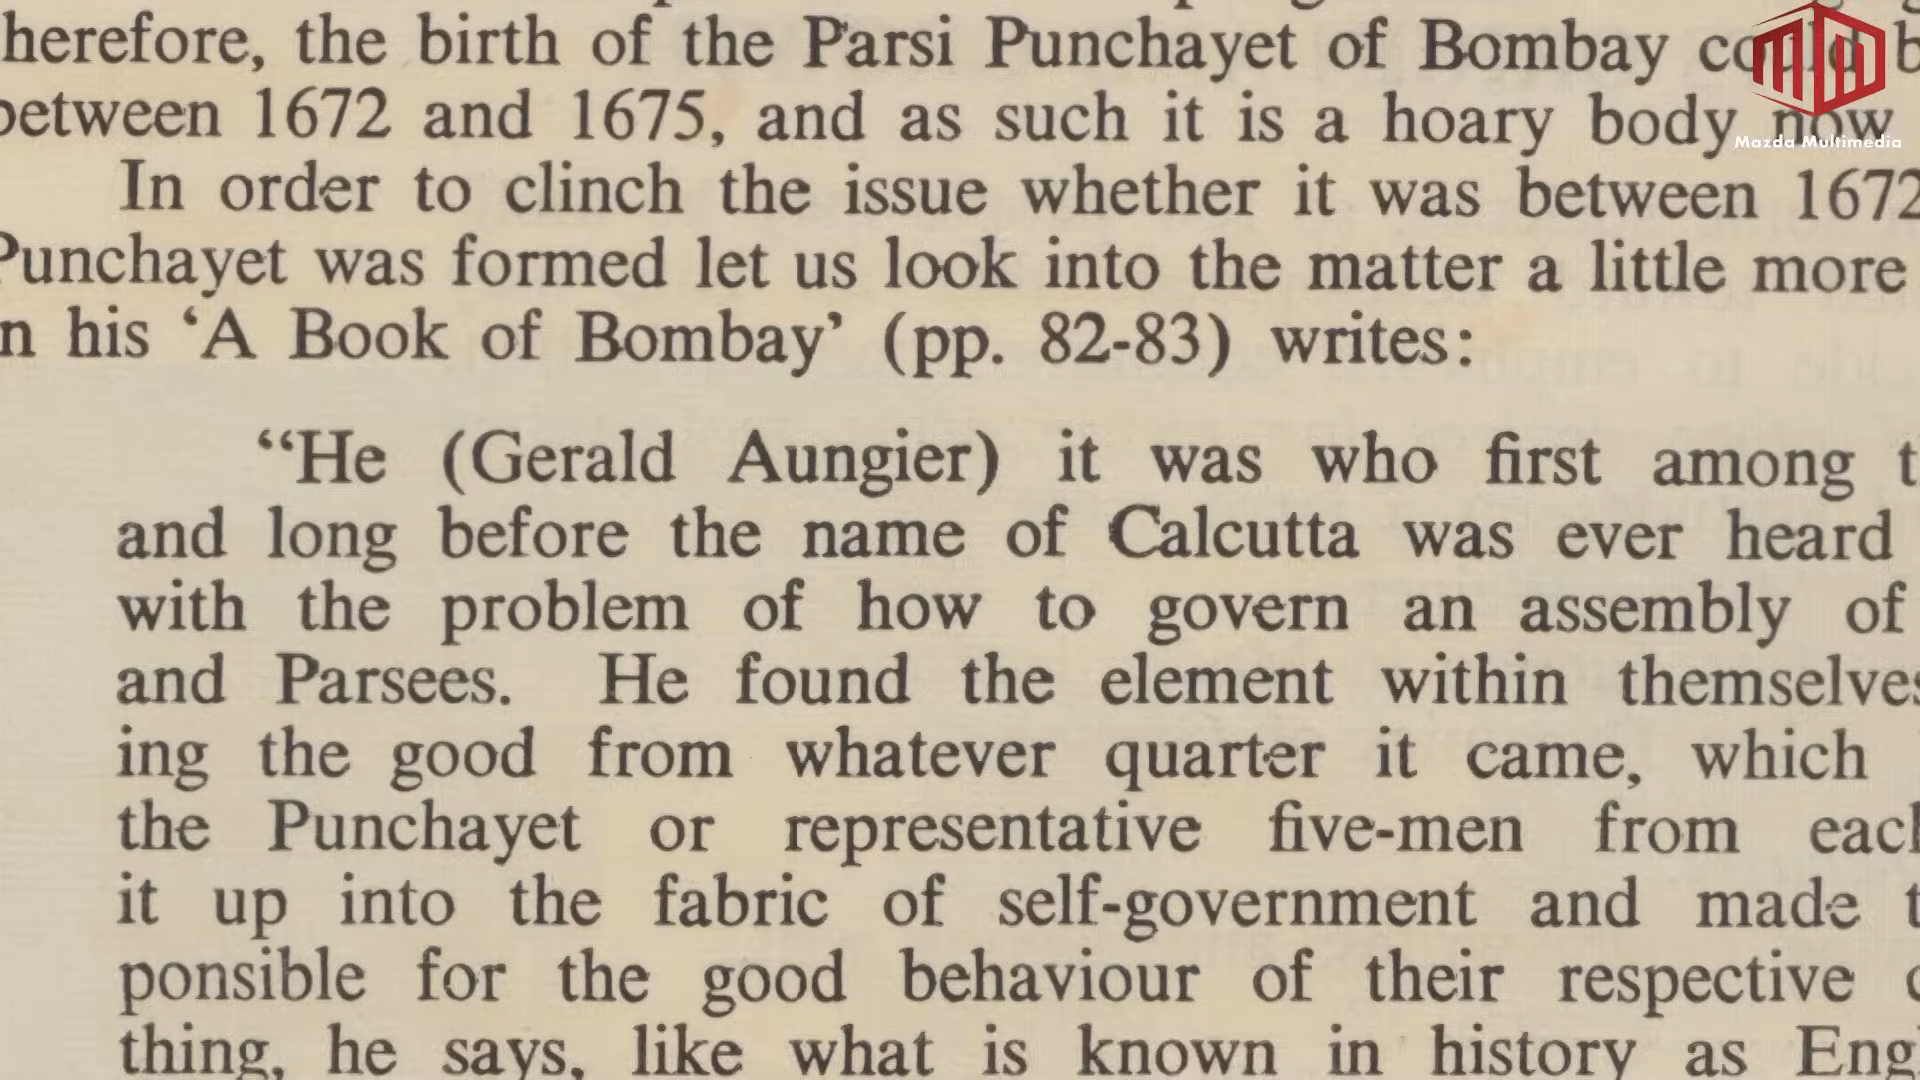 herefore, the birth of the Parsi Punchayet of Bombay could b
between 1672 and 1675, and as such it is a hoary body now
In order to clinch the issue whether it was between 1672
Punchayet was formed let us look into the matter a little more
n his ‘A Book of Bombay’ (pp. 82-83) writes:
“He (Gerald Aungier) it was who first among t
and long before the name of Calcutta was ever heard
with the problem of how to govern an assembly of
and Parsees. He found the element within themselves
ing the good from whatever quarter it came, which
the Punchayet or representative five-men from each
it up into the fabric of self-government and made t
ponsible for the good behaviour of their respective c
thing, he says, like what is known in history as Eng
Mazda Multimedia